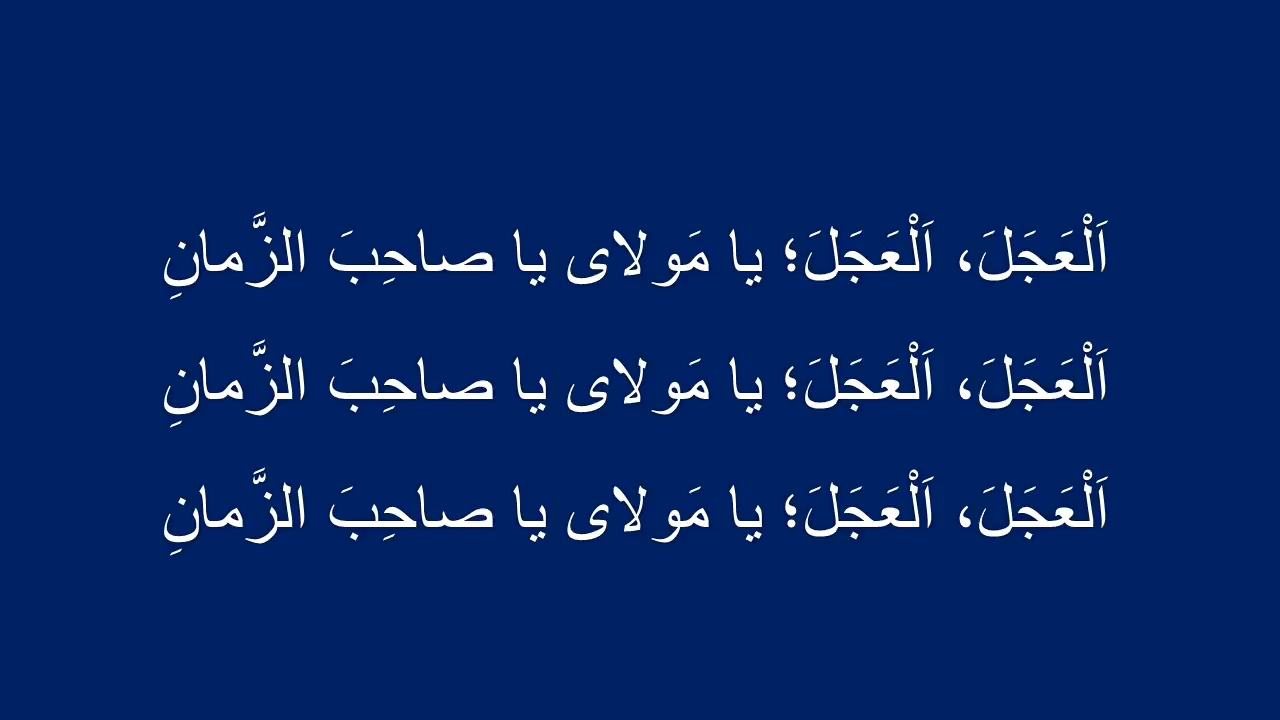 اَلْعَجَلَ، اَلْعَجَلَ؛ یا مَولای یا صاحِبَ الزَّمانِ
اَلْعَجَلَ، اَلْعَجَلَ؛ یا مَولای یا صاحِبَ الزَّمانِ
اَلْعَجَلَ، اَلْعَجَلَ؛ یا مَولای یا صاحِبَ الزَّمانِ